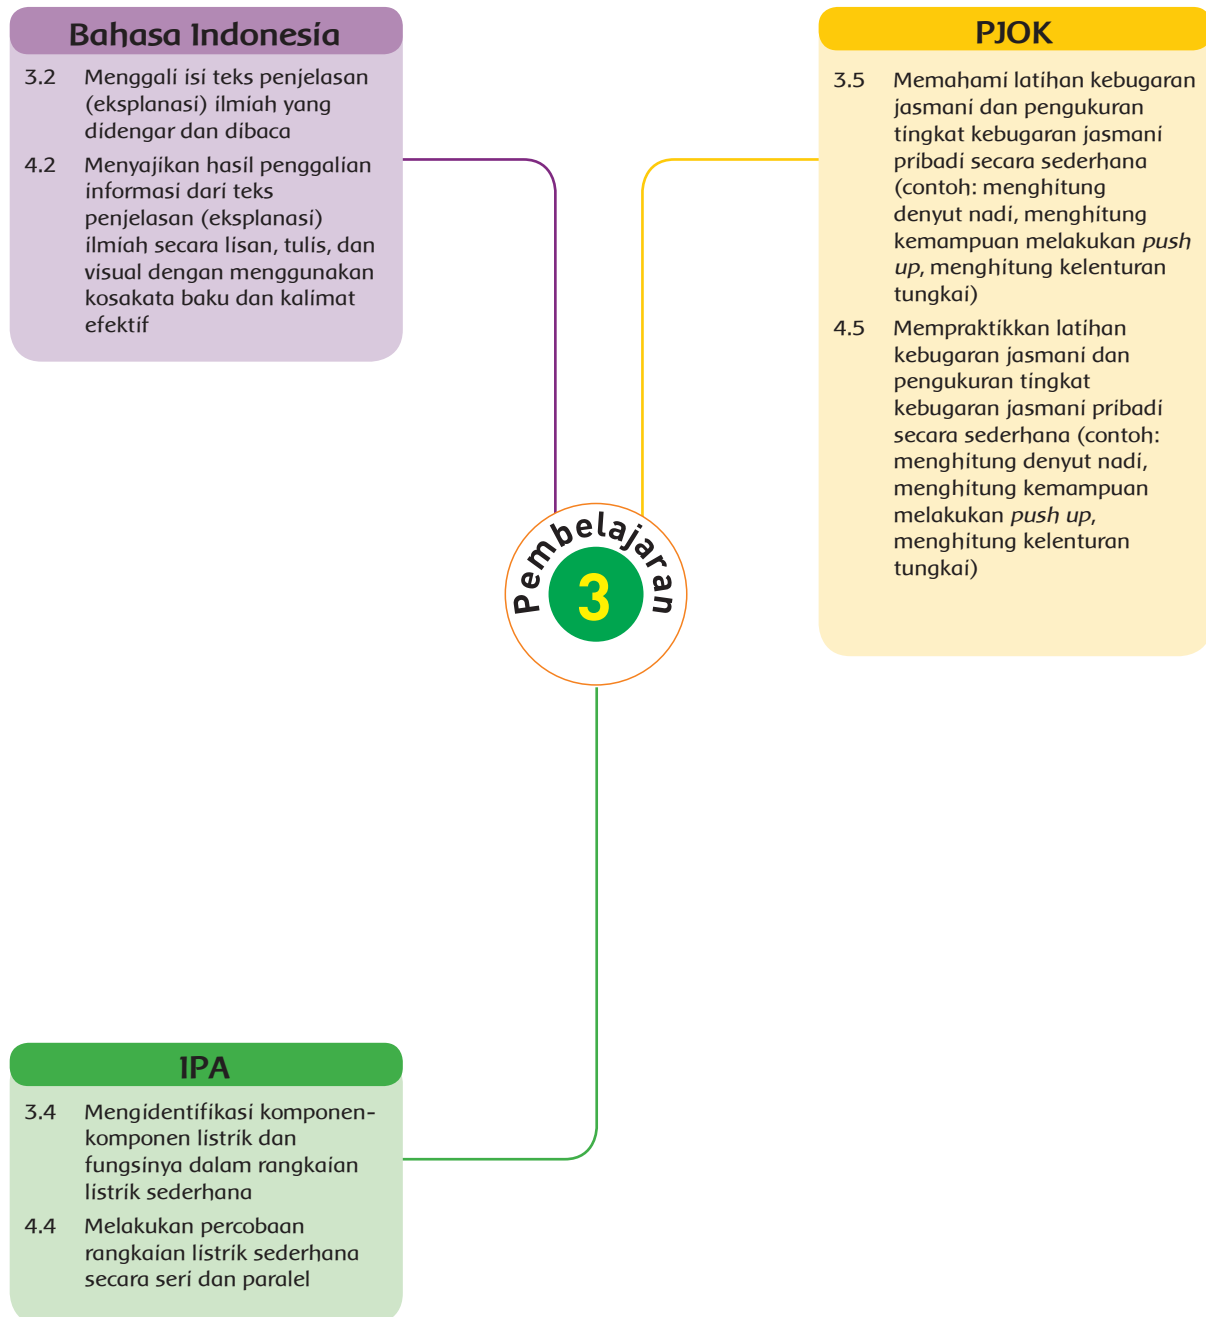 Bahasa Indonesia
3.2 Menggali isi teks penjelasan
(eksplanasi) ilmiah yang
didengar dan dibaca
4.2 Menyajikan hasil penggalian
informasi dari teks
penjelasan (eksplanasi)
ilmiah secara lisan, tulis, dan
visual dengan menggunakan
kosakata baku dan kalimat
efektif
PJOK
3.5 Memahami latihan kebugaran
jasmani dan pengukuran
tingkat kebugaran jasmani
pribadi secara sederhana
(contoh: menghitung
denyut nadi, menghitung
kemampuan melakukan push
up, menghitung kelenturan
tungkai)
4.5 Mempraktikkan latihan
kebugaran jasmani dan
pengukuran tingkat
kebugaran jasmani pribadi
secara sederhana (contoh:
menghitung denyut nadi,
menghitung kemampuan
melakukan push up,
menghitung kelenturan
tungkai)
Pembelajaran
3
IPA
3.4 Mengidentifikasi komponen-
komponen listrik dan
fungsinya dalam rangkaian
listrik sederhana
4.4 Melakukan percobaan
rangkaian listrik sederhana
secara seri dan paralel